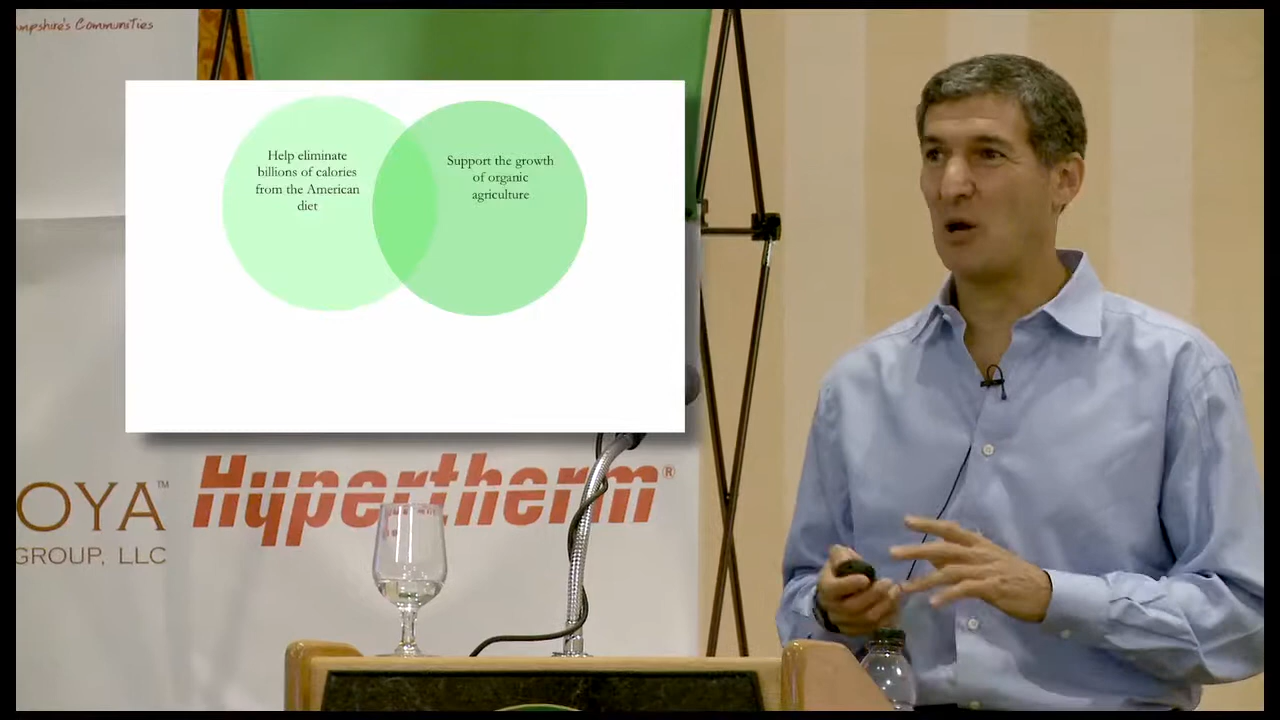 mpshire's Communities
Help eliminate
billions of calories
from the American
diet
Support the growth
of organic
agriculture
OYA™
GROUP, LLC
Hypertherm®